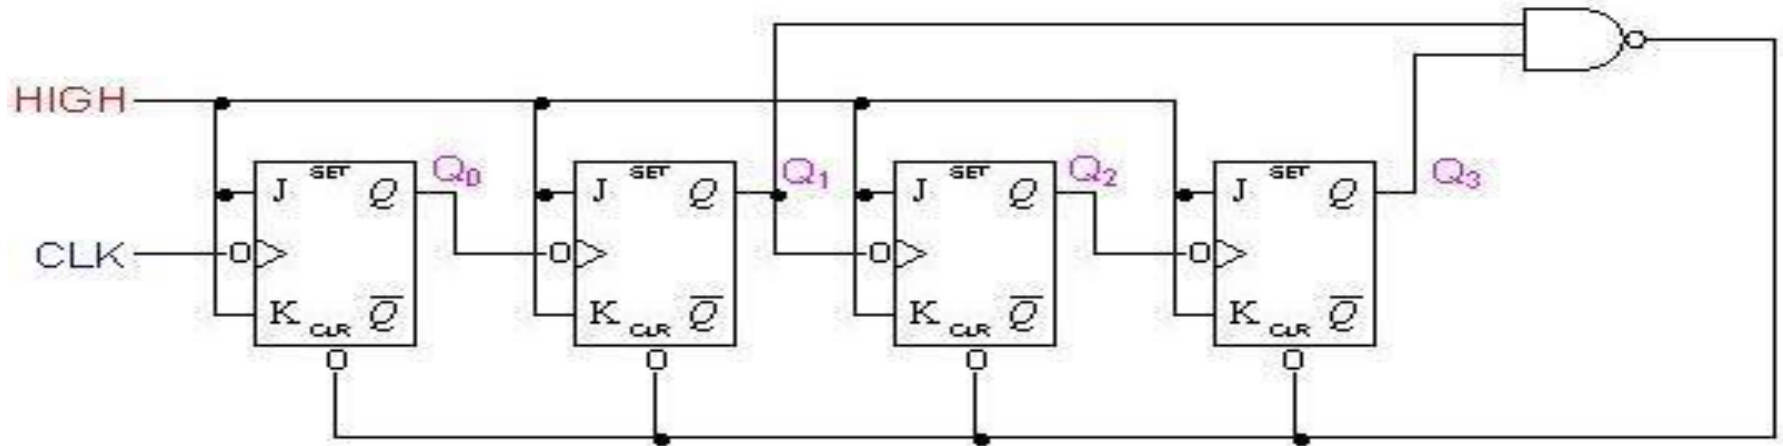 HIGH
SET SET SET SET
J Q Q₀ J Q Q₁ J Q Q₂ J Q Q₃
CLK
K Q̅ K Q̅ K Q̅ K Q̅
CLR CLR CLR CLR